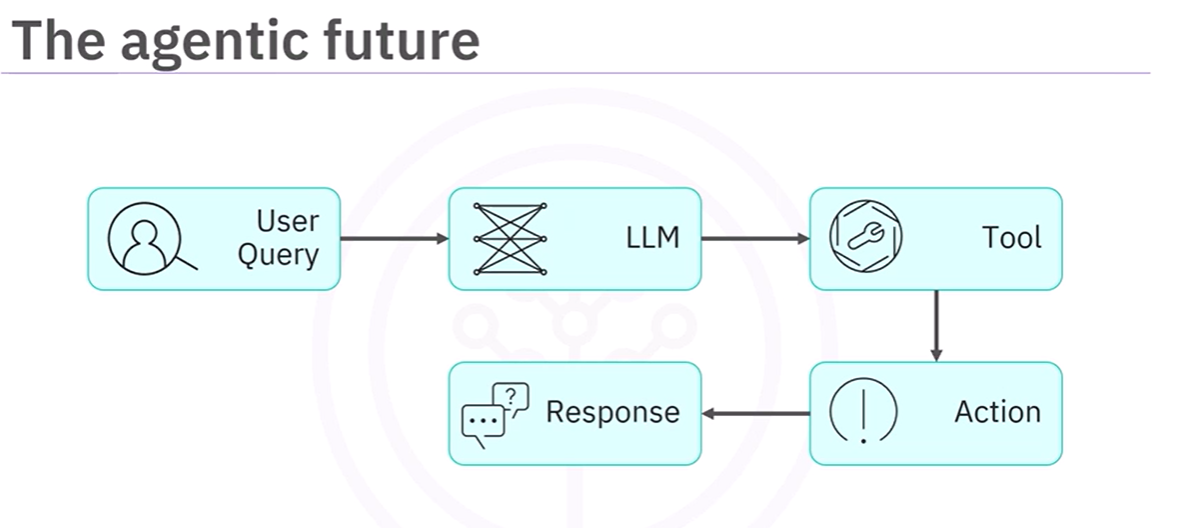 The agentic future
User
Query
LLM
Tool
?
Response
Action